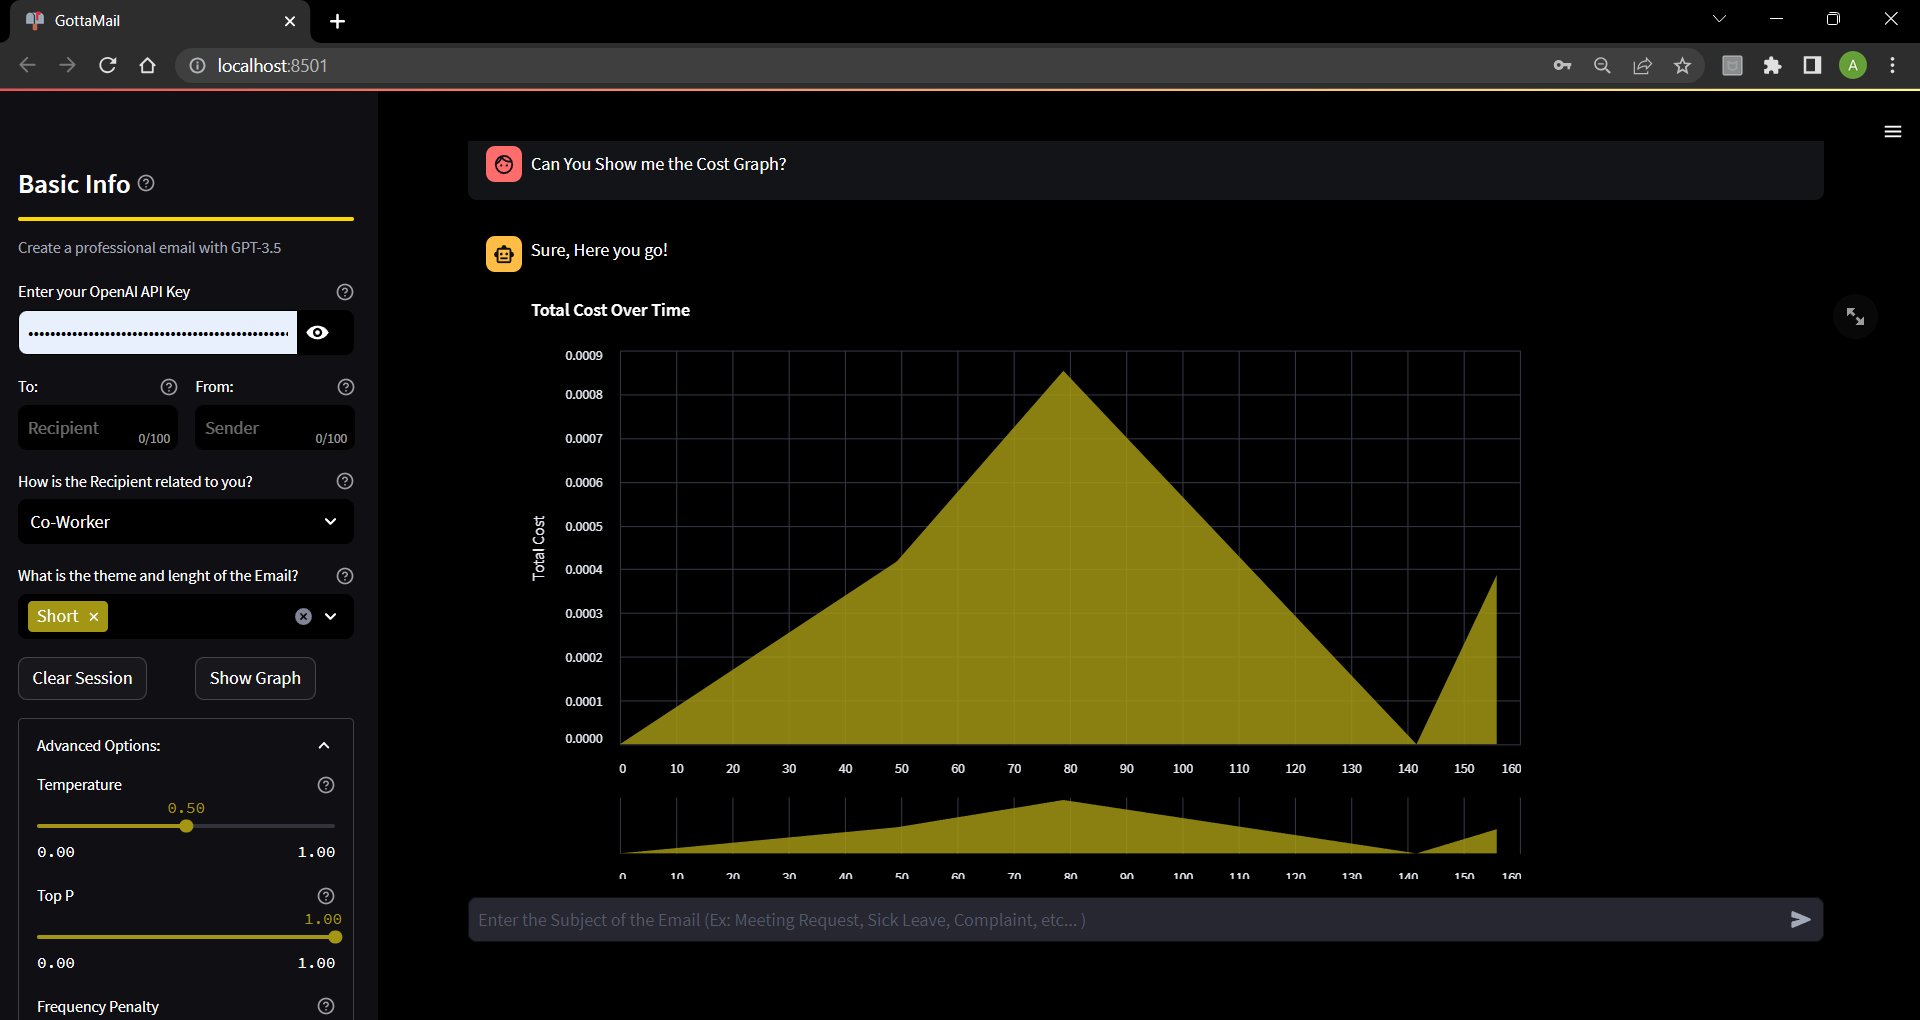 GottaMail
localhost:8501
A
Basic Info
Create a professional email with GPT-3.5
Enter your OpenAI API Key
To:
From:
Recipient
0/100
Sender
0/100
How is the Recipient related to you?
Co-Worker
What is the theme and lenght of the Email?
Short
Clear Session
Show Graph
Advanced Options:
Temperature
0.50
0.00
1.00
Top P
1.00
0.00
1.00
Frequency Penalty
Can You Show me the Cost Graph?
Sure, Here you go!
Total Cost Over Time
Total Cost
0.0009
0.0008
0.0007
0.0006
0.0005
0.0004
0.0003
0.0002
0.0001
0.0000
0 10 20 30 40 50 60 70 80 90 100 110 120 130 140 150 160
0 10 20 30 40 50 60 70 80 90 100 110 120 130 140 150 160
Enter the Subject of the Email (Ex: Meeting Request, Sick Leave, Complaint, etc... )